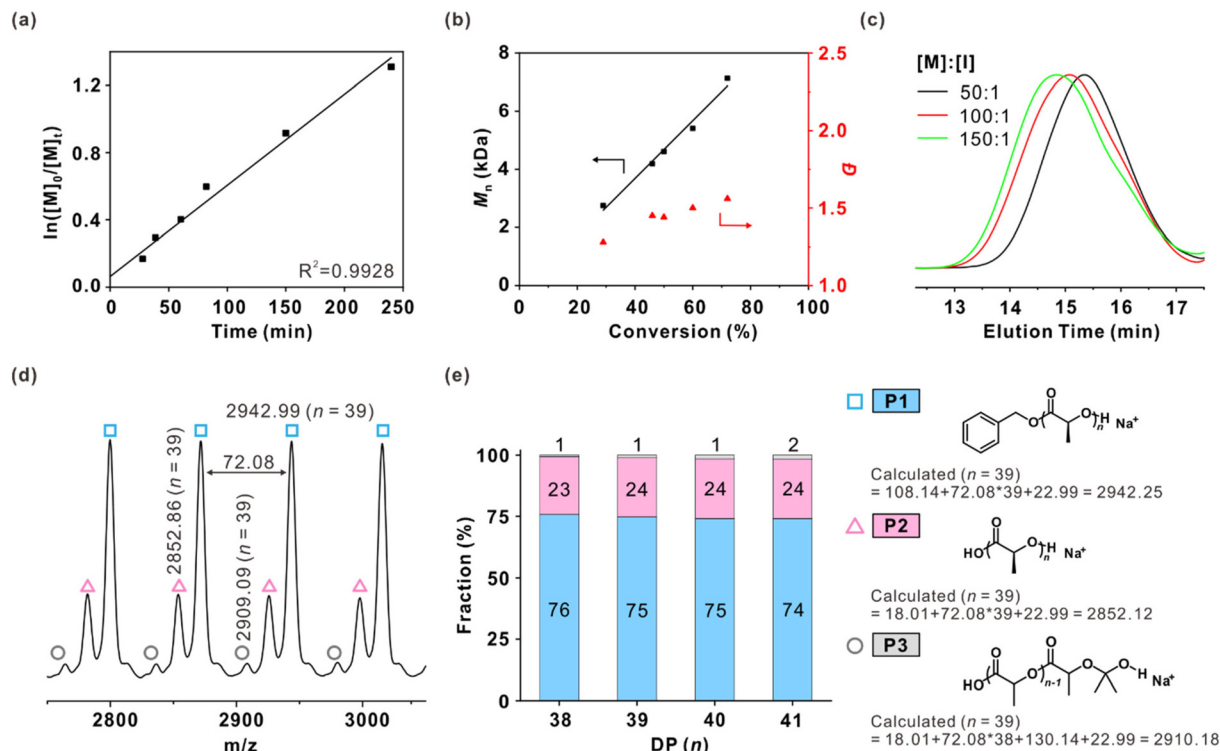 (a)
1.2
0.8
0.4
0.0
0
50
100
150
200
250
ln([M]0/[M]t)
Time (min)
R2=0.9928
(b)
8
6
4
2
0
0
20
40
60
80
100
2.5
2.0
1.5
1.0
Mn (kDa)
Đ
Conversion (%)
(c)
[M]:[I]
50:1
100:1
150:1
13
14
15
16
17
Elution Time (min)
(d)
2942.99 (n = 39)
72.08
2852.86 (n = 39)
2909.09 (n = 39)
2800
2900
3000
m/z
(e)
100
75
50
25
0
Fraction (%)
1
1
1
2
23
24
24
24
76
75
75
74
38
39
40
41
DP (n)
P1
O
O
O
H
Na+
n
Calculated (n = 39)
= 108.14+72.08*39+22.99 = 2942.25
P2
O
HO
O
H
Na+
n
Calculated (n = 39)
= 18.01+72.08*39+22.99 = 2852.12
P3
O
O
HO
O
O
O
H
Na+
n-1
Calculated (n = 39)
= 18.01+72.08*38+130.14+22.99 = 2910.18